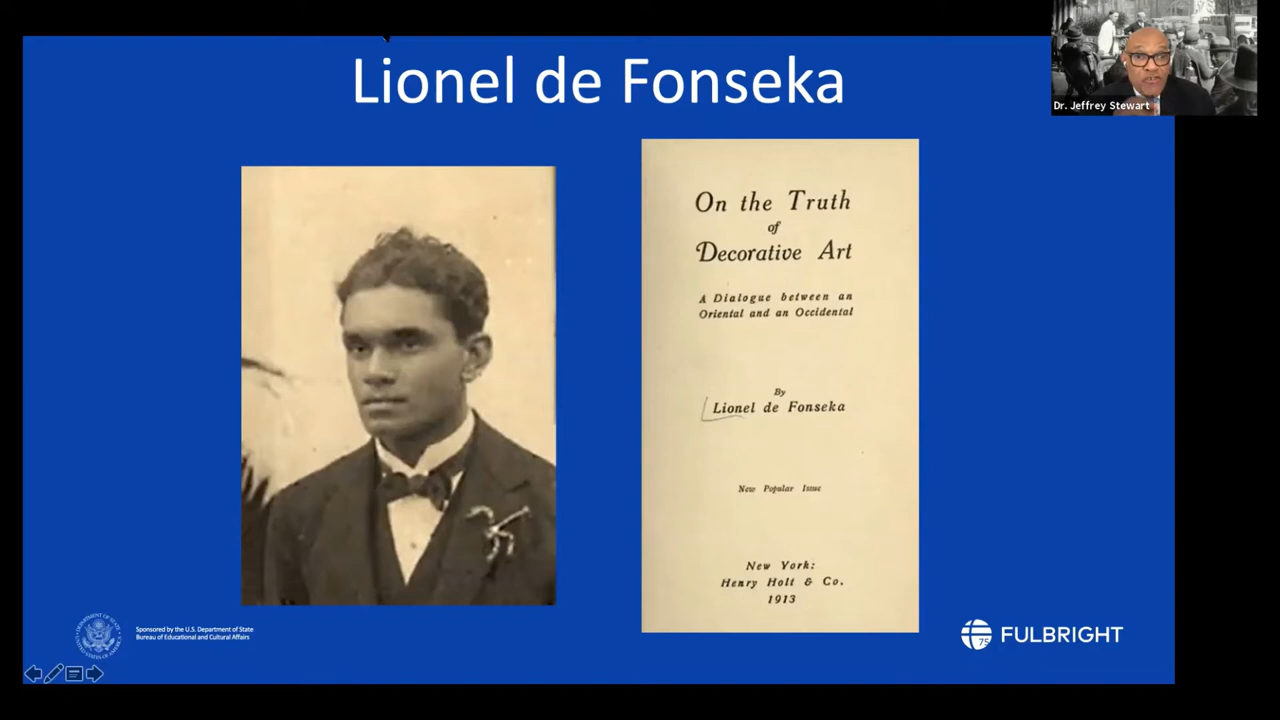 Lionel de Fonseka
Dr. Jeffrey Stewart
On the Truth
of
Decorative Art
A Dialogue between an
Oriental and an Occidental
By
Lionel de Fonseka
New Popular Issue
New York:
Henry Holt & Co.
1913
Sponsored by the U.S. Department of State
Bureau of Educational and Cultural Affairs
75
FULBRIGHT